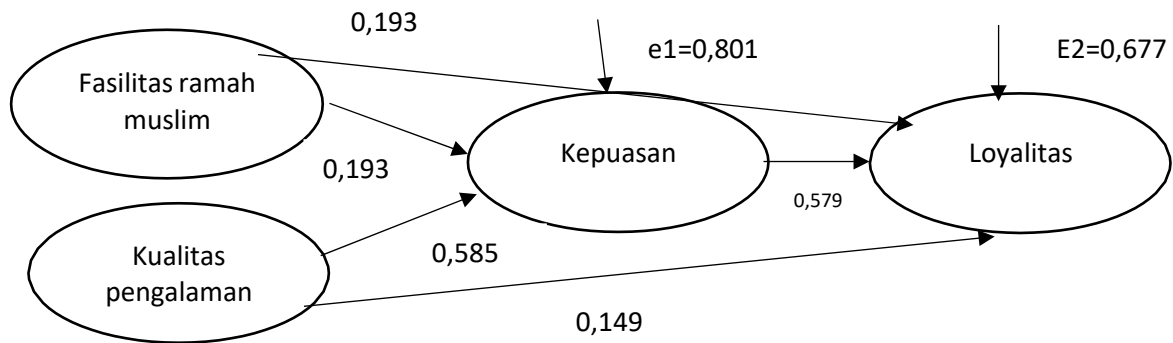 0,193
e1=0,801
E2=0,677
Fasilitas ramah
muslim
Kepuasan
Loyalitas
0,193
0,579
Kualitas
pengalaman
0,585
0,149